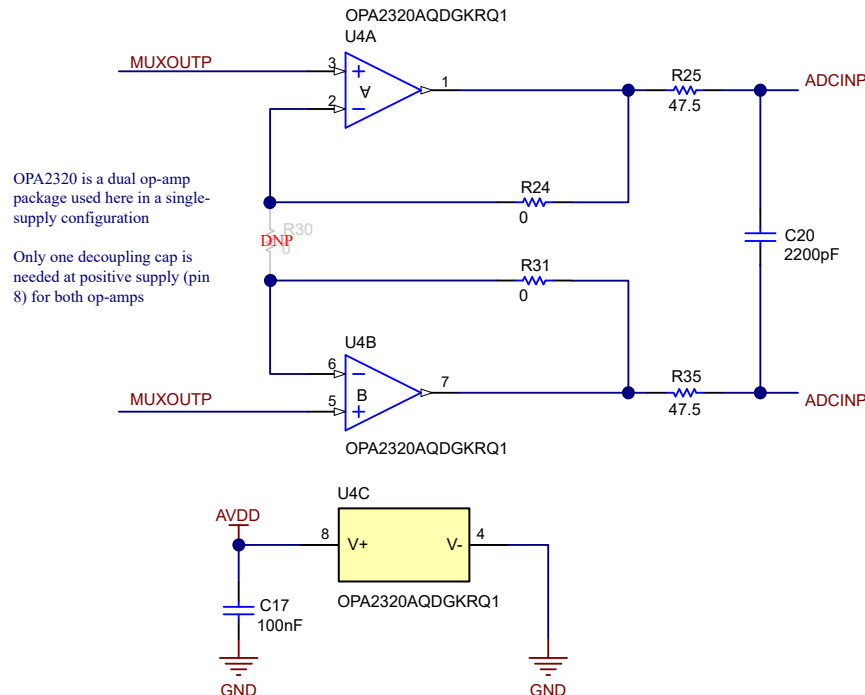 OPA2320AQDGKRQ1
U4A
MUXOUTP
3
+
A
1
2
−
R25
47.5
ADCINP
OPA2320 is a dual op-amp
package used here in a single-
supply configuration
R24
0
R30
DNP
0
C20
2200pF
Only one decoupling cap is
needed at positive supply (pin
8) for both op-amps
R31
0
U4B
6
−
7
B
MUXOUTP
5
+
R35
47.5
ADCINP
OPA2320AQDGKRQ1
U4C
AVDD
8
V+
V-
4
OPA2320AQDGKRQ1
C17
100nF
GND
GND